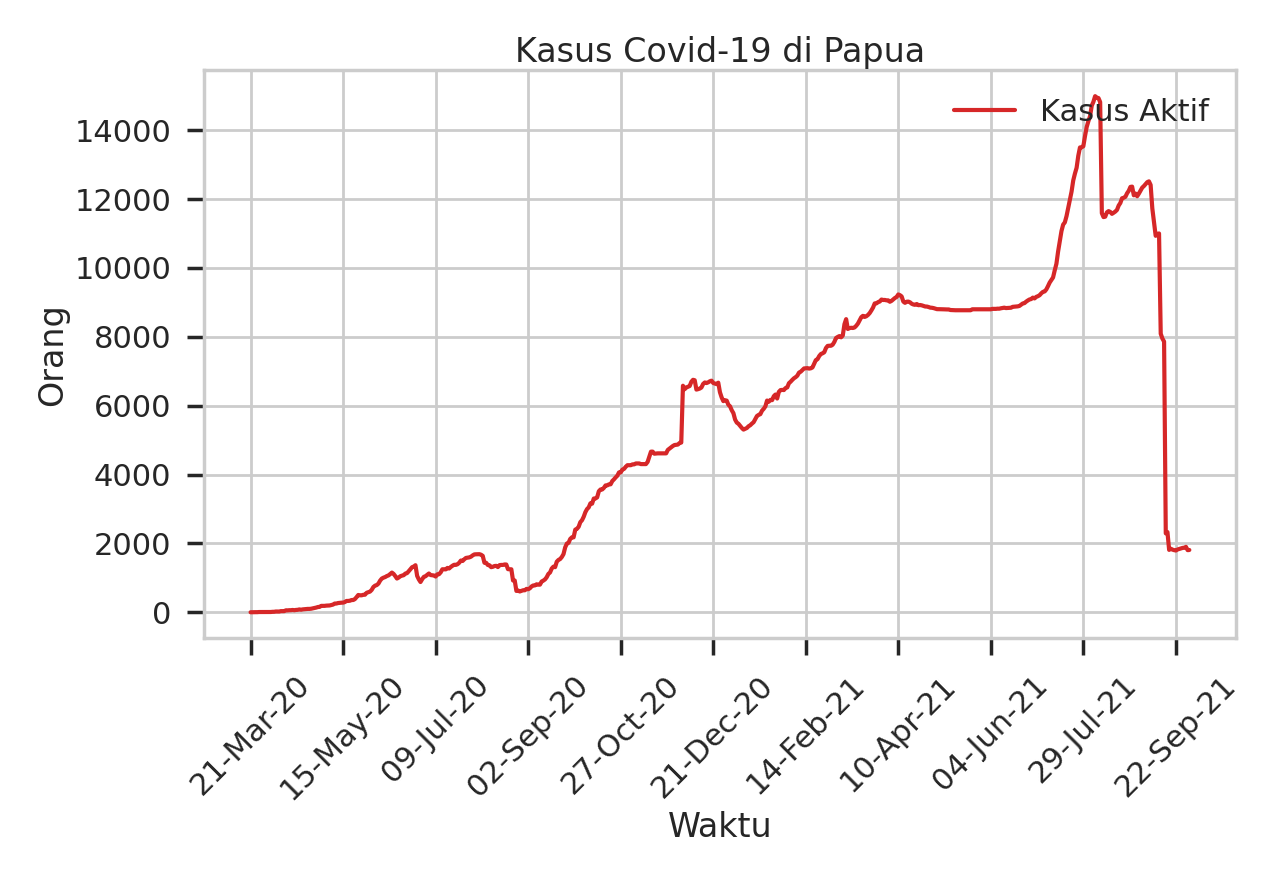 Kasus Covid-19 di Papua
Kasus Aktif
14000
12000
10000
8000
6000
4000
2000
0
Orang
21-Mar-20
15-May-20
09-Jul-20
02-Sep-20
27-Oct-20
21-Dec-20
14-Feb-21
10-Apr-21
04-Jun-21
29-Jul-21
22-Sep-21
Waktu